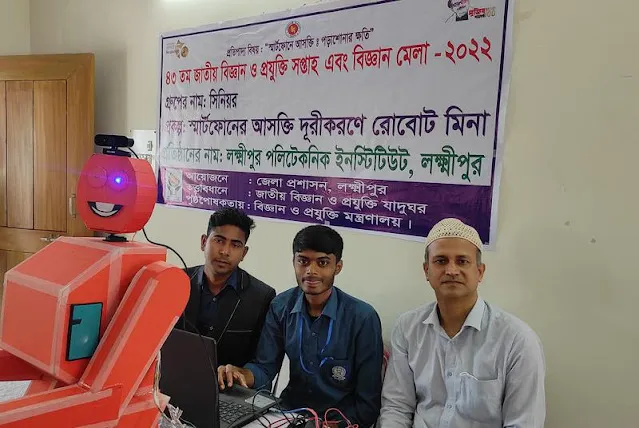 প্রতিপাদ্য বিষয় : "স্মার্টফোনে আসক্তি : পড়াশোনার ক্ষতি"
৪৩ তম জাতীয় বিজ্ঞান ও প্রযুক্তি সপ্তাহ এবং বিজ্ঞান মেলা - ২০২২
গ্রুপের নাম: সিনিয়র
প্রকল্প: স্মার্টফোনের আসক্তি দূরীকরণে রোবোট মিনা
প্রতিষ্ঠানের নাম: লক্ষ্মীপুর পলিটেকনিক ইনস্টিটিউট, লক্ষ্মীপুর
আয়োজনে : জেলা প্রশাসন, লক্ষ্মীপুর
তত্ত্বাবধানে : জাতীয় বিজ্ঞান ও প্রযুক্তি যাদুঘর
পৃষ্ঠপোষকতায় : বিজ্ঞান ও প্রযুক্তি মন্ত্রণালয়।